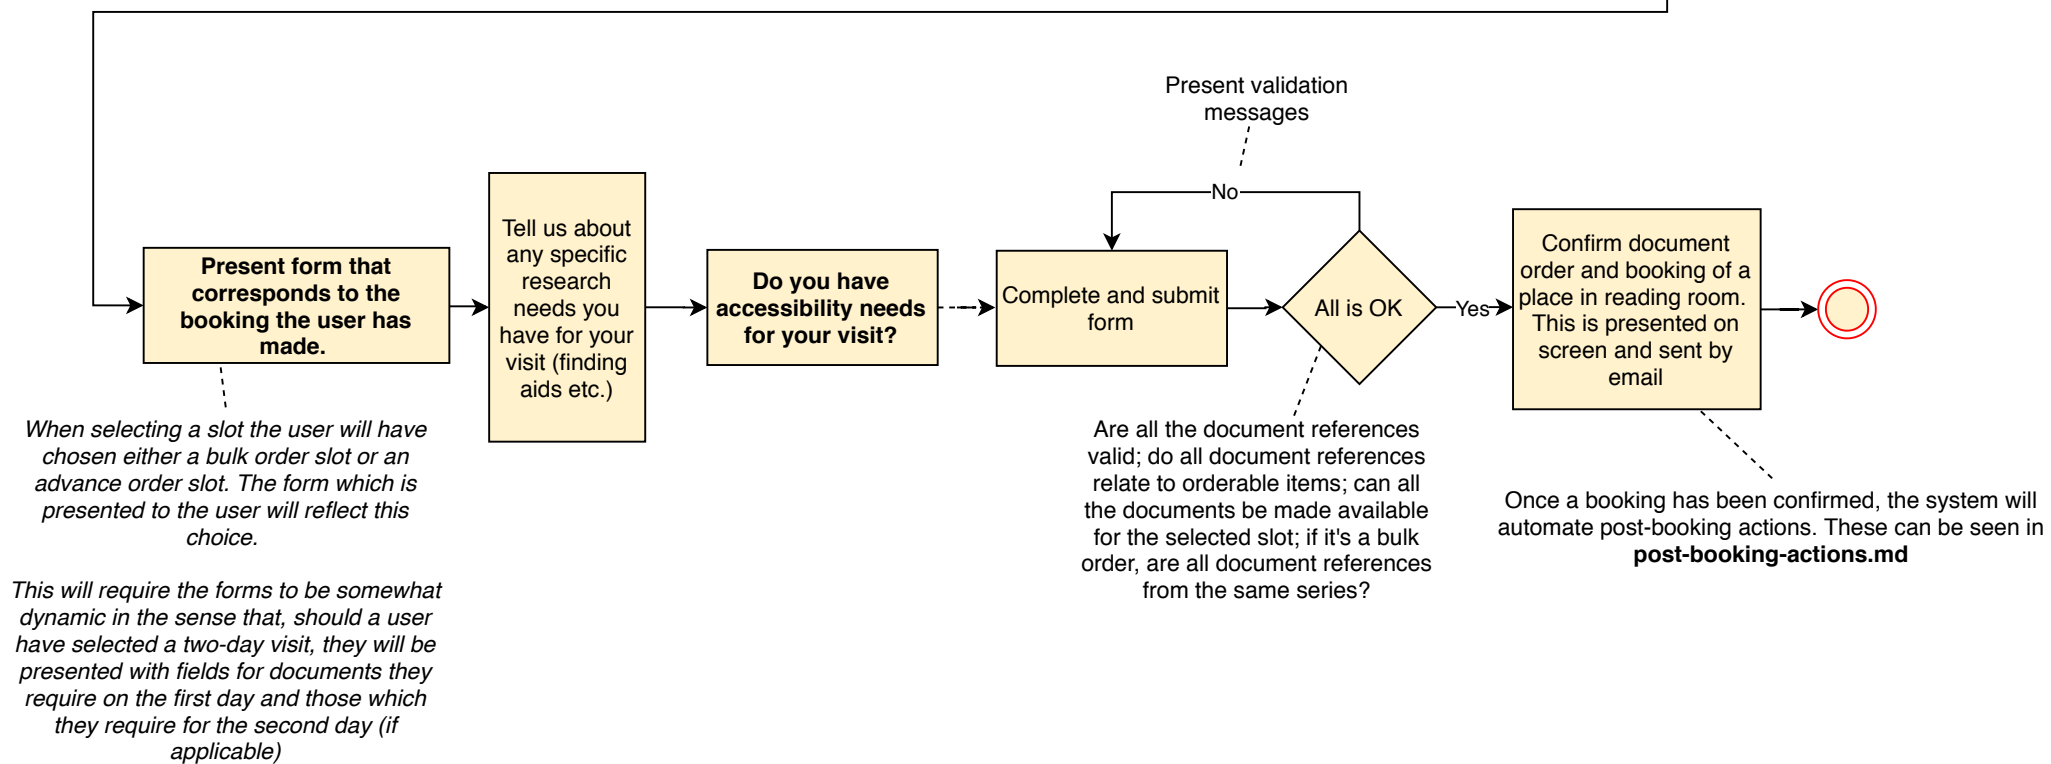 Present validation
messages
No
Present form that
corresponds to the
booking the user has
made.
Tell us about
any specific
research
needs you
have for your
visit (finding
aids etc.)
Do you have
accessibility needs
for your visit?
Complete and submit
form
All is OK
Yes
Confirm document
order and booking of a
place in reading room.
This is presented on
screen and sent by
email
When selecting a slot the user will have
chosen either a bulk order slot or an
advance order slot. The form which is
presented to the user will reflect this
choice.
This will require the forms to be somewhat
dynamic in the sense that, should a user
have selected a two-day visit, they will be
presented with fields for documents they
require on the first day and those which
they require for the second day (if
applicable)
Are all the document references
valid; do all document references
relate to orderable items; can all
the documents be made available
for the selected slot; if it's a bulk
order, are all document references
from the same series?
Once a booking has been confirmed, the system will
automate post-booking actions. These can be seen in
post-booking-actions.md